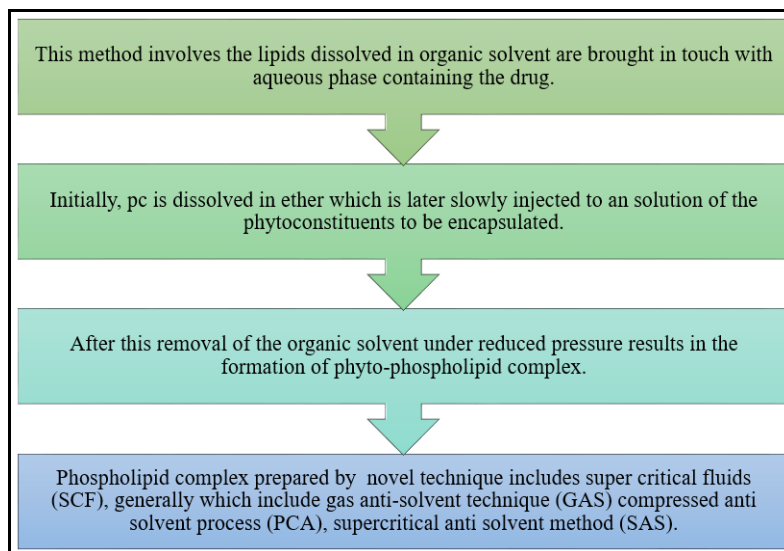 This method involves the lipids dissolved in organic solvent are brought in touch with
aqueous phase containing the drug.
Initially, pc is dissolved in ether which is later slowly injected to an solution of the
phytoconstituents to be encapsulated.
After this removal of the organic solvent under reduced pressure results in the
formation of phyto-phospholipid complex.
Phospholipid complex prepared by novel technique includes super critical fluids
(SCF), generally which include gas anti-solvent technique (GAS) compressed anti
solvent process (PCA), supercritical anti solvent method (SAS).